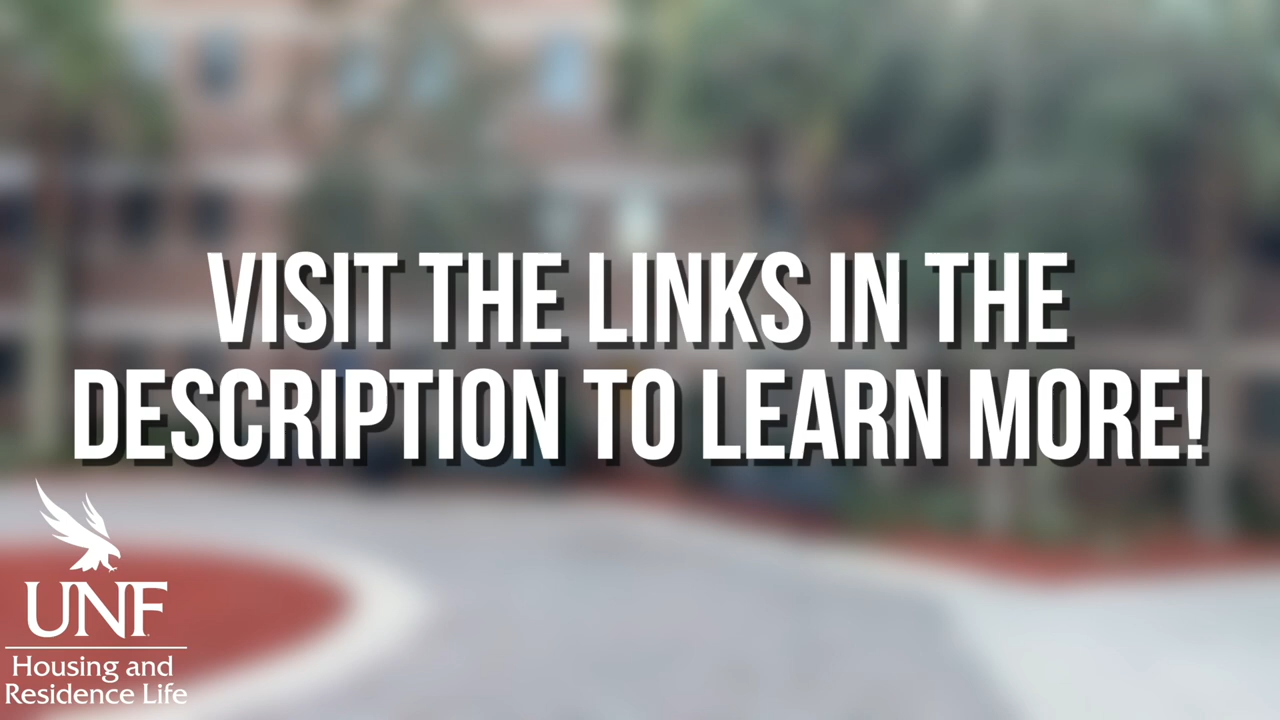 VISIT THE LINKS IN THE
DESCRIPTION TO LEARN MORE!
UNF
Housing and
Residence Life